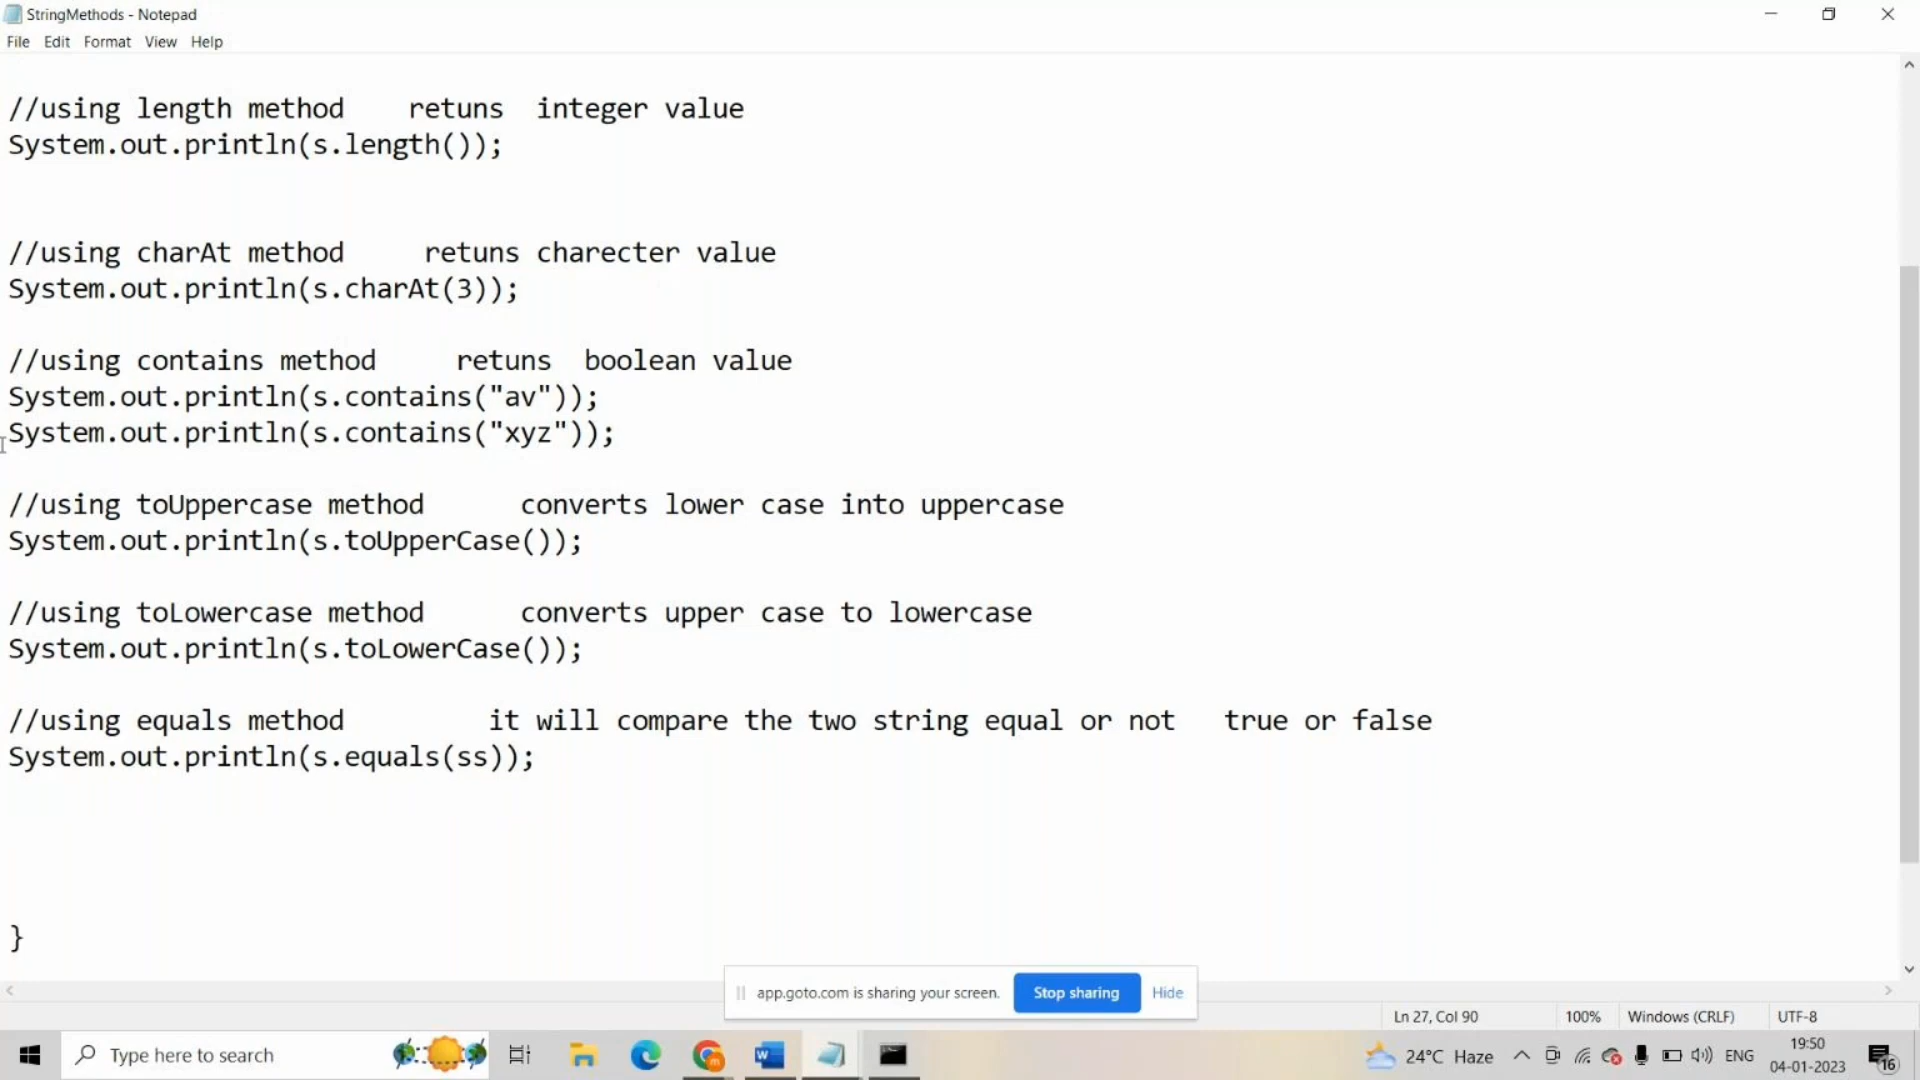 StringMethods - Notepad
File Edit Format View Help
//using length method    retuns  integer value
System.out.println(s.length());
//using charAt method     retuns charecter value
System.out.println(s.charAt(3));
//using contains method     retuns  boolean value
System.out.println(s.contains("av"));
System.out.println(s.contains("xyz"));
//using toUppercase method      converts lower case into uppercase
System.out.println(s.toUpperCase());
//using toLowercase method      converts upper case to lowercase
System.out.println(s.toLowerCase());
//using equals method         it will compare the two string equal or not   true or false
System.out.println(s.equals(ss));
}
app.goto.com is sharing your screen. Stop sharing Hide
Ln 27, Col 90 100% Windows (CRLF) UTF-8
Type here to search 24°C Haze ENG 19:50
04-01-2023 16